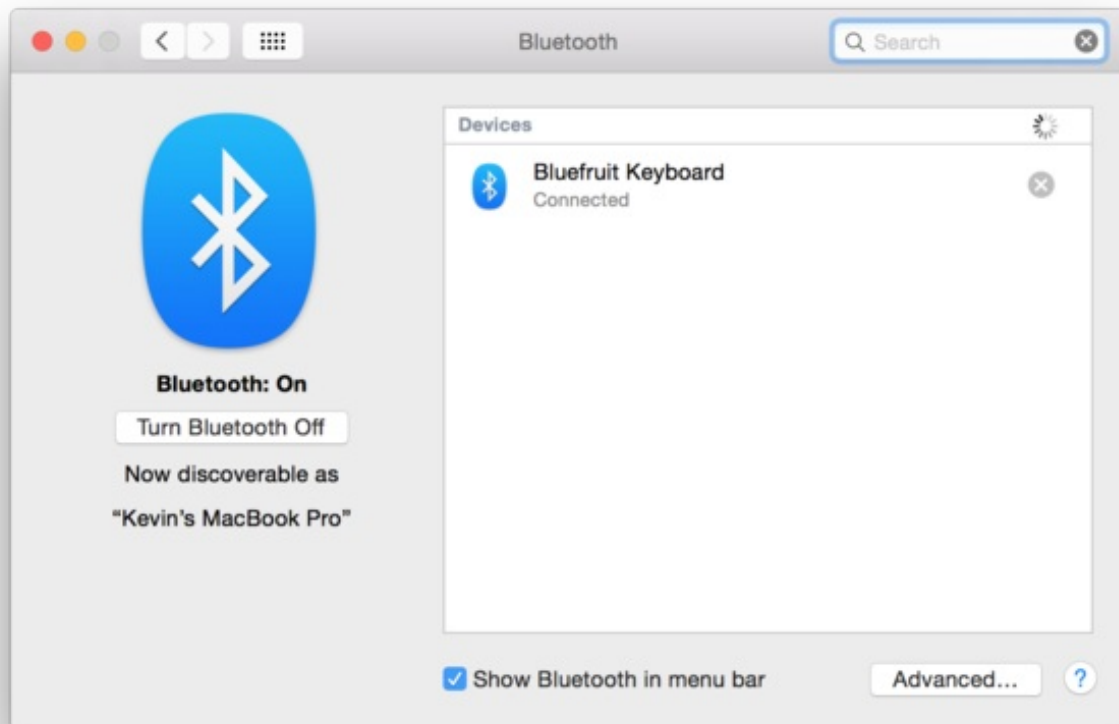 Bluetooth
Search
Devices
Bluefruit Keyboard
Connected
Bluetooth: On
Turn Bluetooth Off
Now discoverable as
“Kevin’s MacBook Pro”
Show Bluetooth in menu bar
Advanced...
?